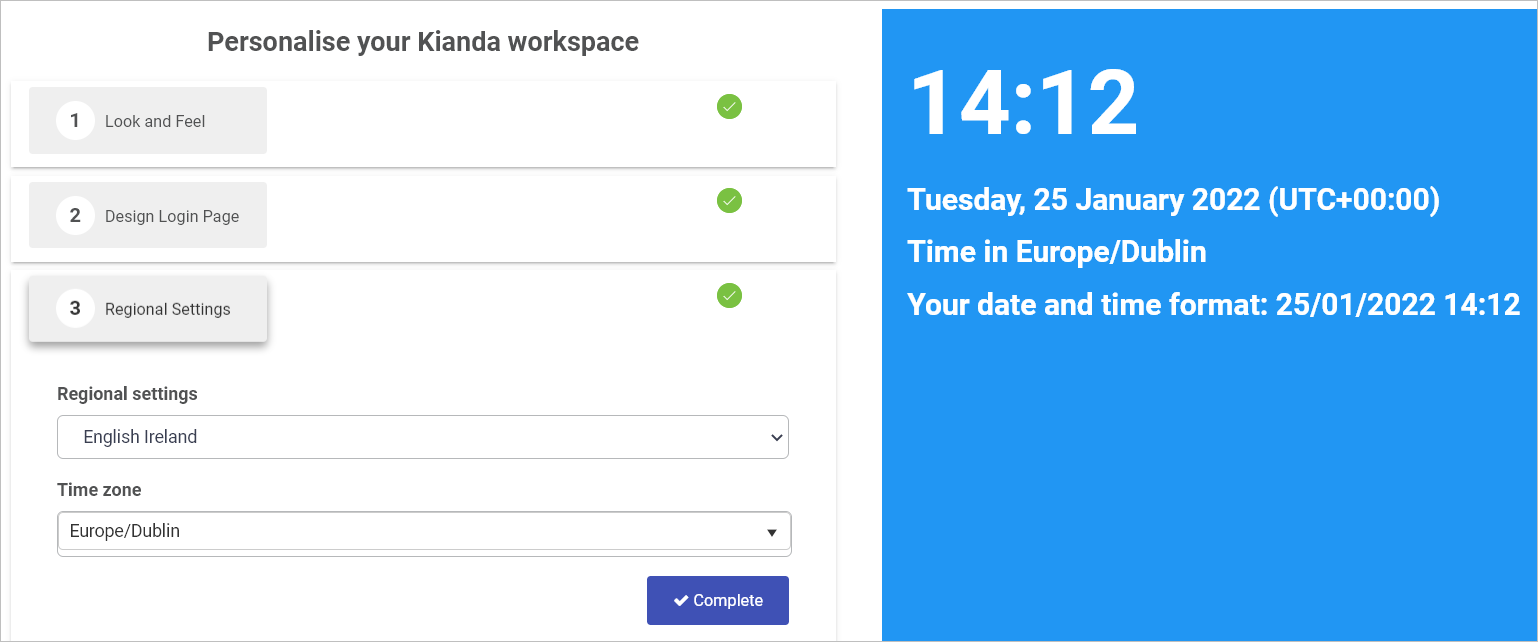 Personalise your Kianda workspace
1 Look and Feel
2 Design Login Page
3 Regional Settings
Regional settings
English Ireland
Time zone
Europe/Dublin
Complete
14:12
Tuesday, 25 January 2022 (UTC+00:00)
Time in Europe/Dublin
Your date and time format: 25/01/2022 14:12